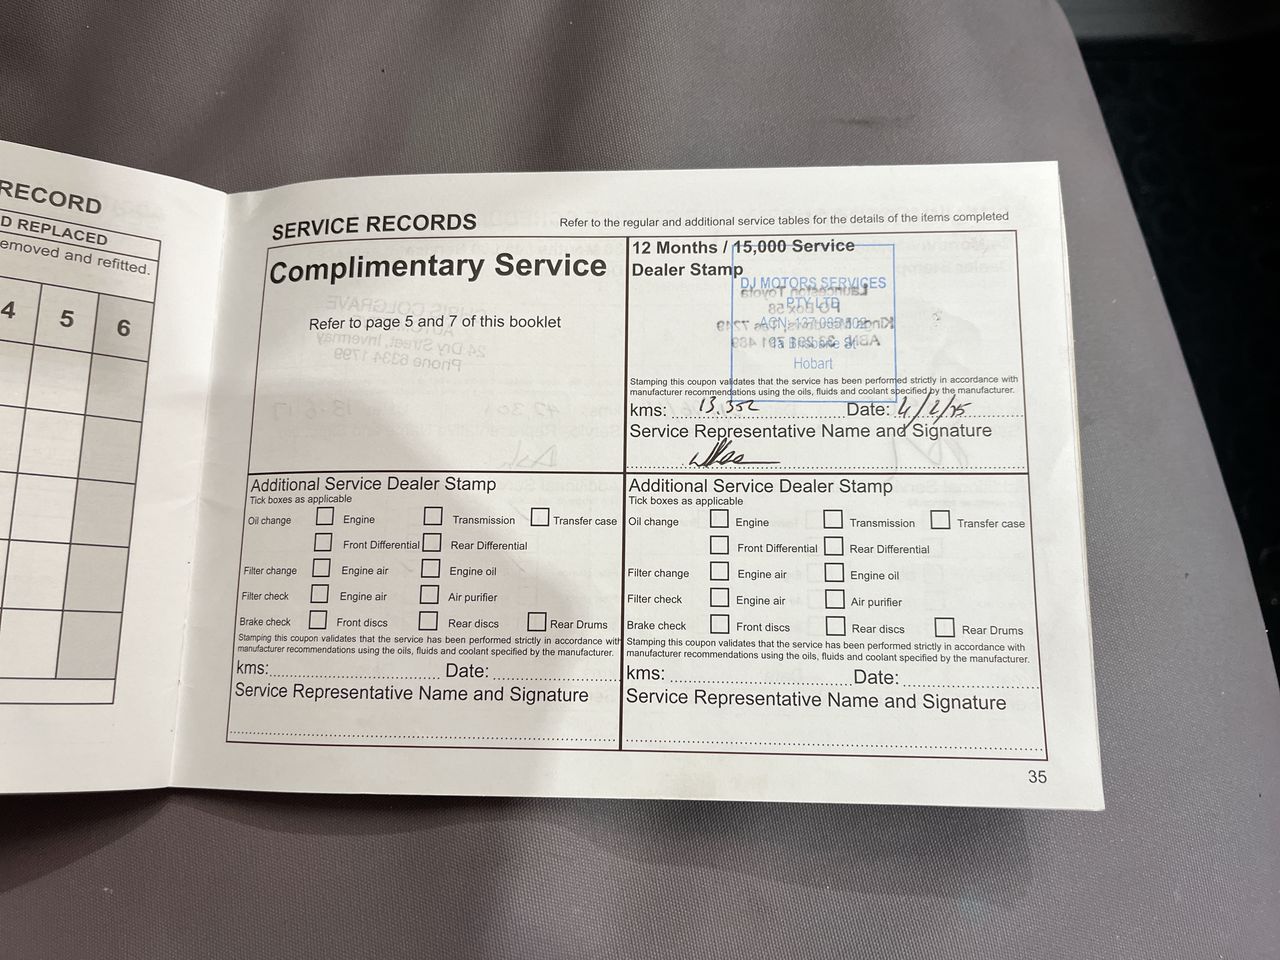 RECORD
D REPLACED
emoved and refitted.
4 5 6
SERVICE RECORDS
Refer to the regular and additional service tables for the details of the items completed
Complimentary Service
Refer to page 5 and 7 of this booklet
12 Months / 15,000 Service
Dealer Stamp
DJ MOTORS SERVICES
PTY LTD
ACN:
Brisbane St
Hobart
Stamping this coupon validates that the service has been performed strictly in accordance with
manufacturer recommendations using the oils, fluids and coolant specified by the manufacturer.
kms: 13,352 Date: 4/2/15
Service Representative Name and Signature
Additional Service Dealer Stamp
Tick boxes as applicable
Oil change Engine Transmission Transfer case
Front Differential Rear Differential
Filter change Engine air Engine oil
Filter check Engine air Air purifier
Brake check Front discs Rear discs Rear Drums
Stamping this coupon validates that the service has been performed strictly in accordance with
manufacturer recommendations using the oils, fluids and coolant specified by the manufacturer.
kms: Date:
Service Representative Name and Signature
Additional Service Dealer Stamp
Tick boxes as applicable
Oil change Engine Transmission Transfer case
Front Differential Rear Differential
Filter change Engine air Engine oil
Filter check Engine air Air purifier
Brake check Front discs Rear discs Rear Drums
Stamping this coupon validates that the service has been performed strictly in accordance with
manufacturer recommendations using the oils, fluids and coolant specified by the manufacturer.
kms: Date:
Service Representative Name and Signature
35